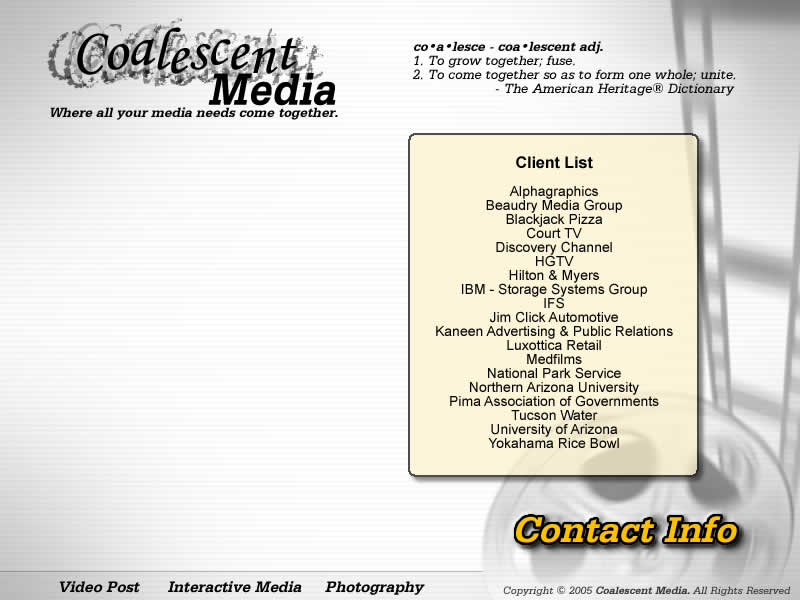 Coalescent
Media
Where all your media needs come together.
co•a•lesce - coa•lescent adj.
1. To grow together; fuse.
2. To come together so as to form one whole; unite.
- The American Heritage® Dictionary
Client List
Alphagraphics
Beaudry Media Group
Blackjack Pizza
Court TV
Discovery Channel
HGTV
Hilton & Myers
IBM - Storage Systems Group
IFS
Jim Click Automotive
Kaneen Advertising & Public Relations
Luxottica Retail
Medfilms
National Park Service
Northern Arizona University
Pima Association of Governments
Tucson Water
University of Arizona
Yokahama Rice Bowl
Contact Info
Video Post Interactive Media Photography
Copyright © 2005 Coalescent Media. All Rights Reserved